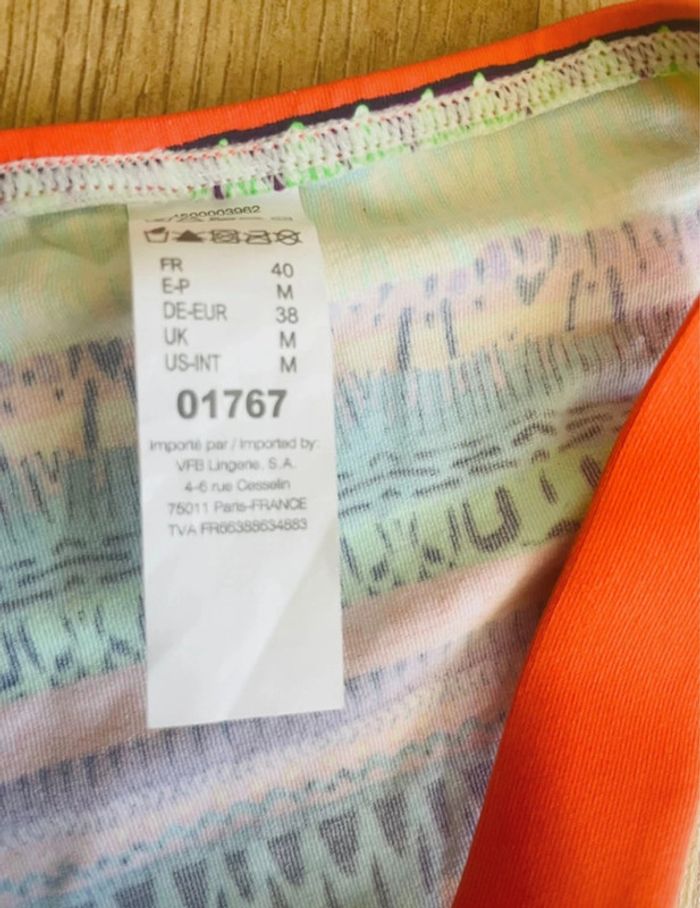 FR 40
E-P M
DE-EUR 38
UK M
US-INT M
01767
Importé par / Imported by:
VFB Lingerie, S.A.
4-6 rue Cesselin
75011 Paris-FRANCE
TVA FR66388634883